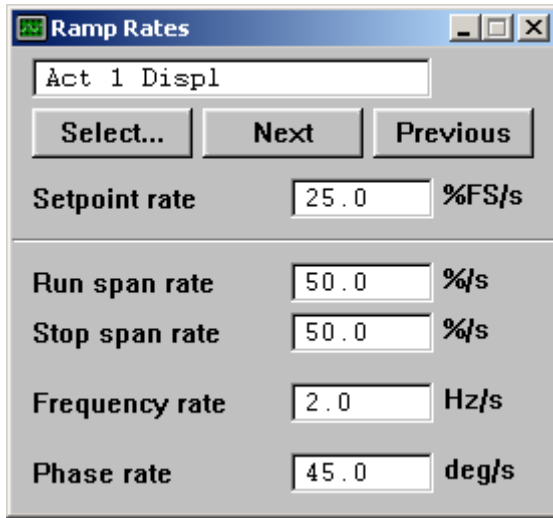 Ramp Rates
Act 1 Displ
Select... Next Previous
Setpoint rate 25.0 %FS/s
Run span rate 50.0 %/s
Stop span rate 50.0 %/s
Frequency rate 2.0 Hz/s
Phase rate 45.0 deg/s